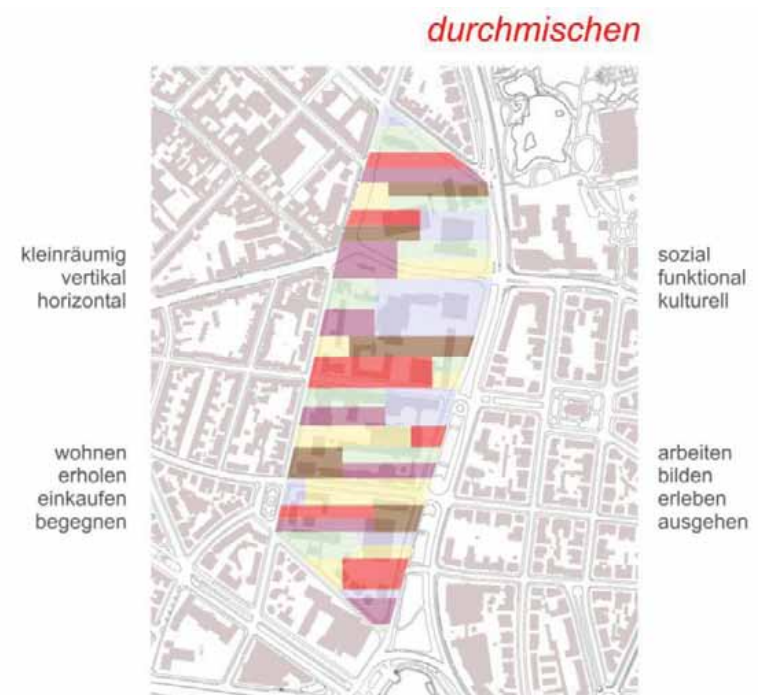 durchmischen
kleinräumig
vertikal
horizontal
sozial
funktional
kulturell
wohnen
erholen
einkaufen
begegnen
arbeiten
bilden
erleben
ausgehen